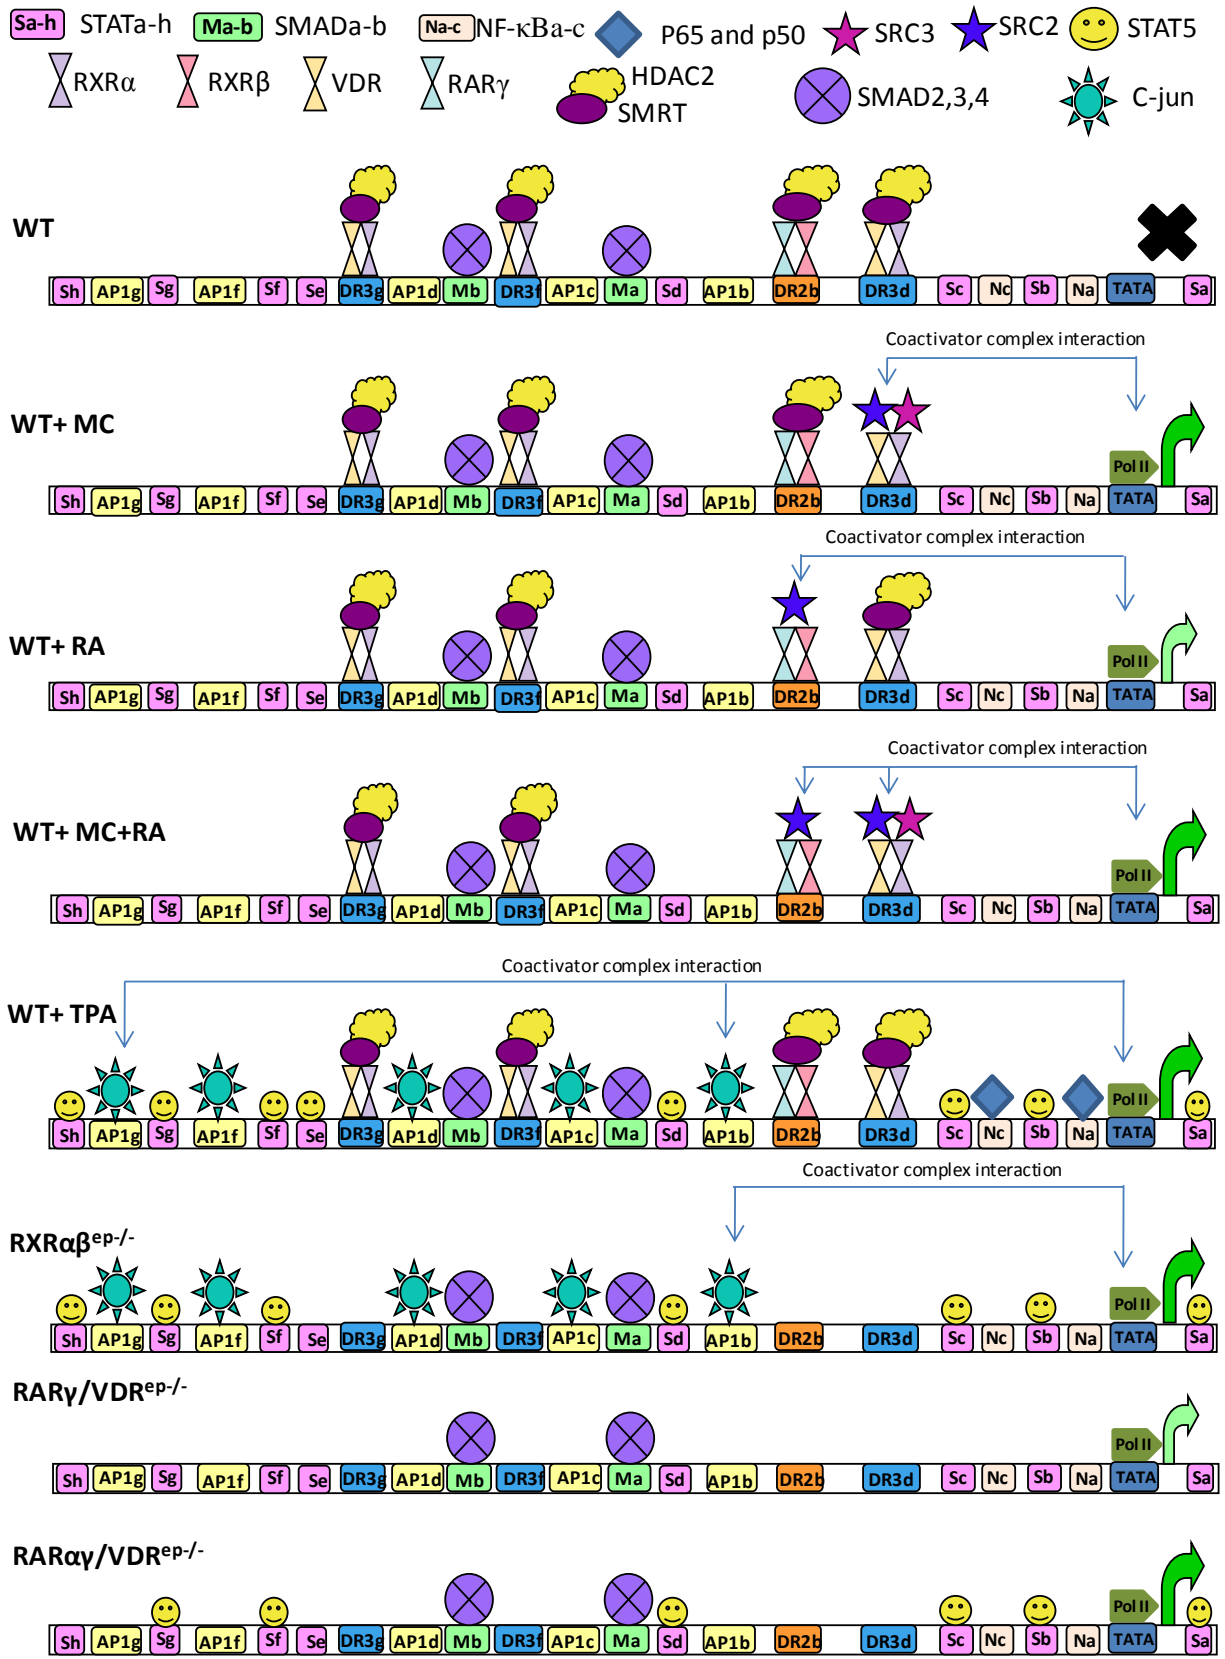 Sa-h STATa-h Ma-b SMADa-b Na-c NF-κBa-c P65 and p50 SRC3 SRC2 STAT5
RXRα RXRβ VDR RARγ HDAC2
SMRT SMAD2,3,4 C-jun
WT
Sh AP1g Sg AP1f Sf Se DR3g AP1d Mb DR3f AP1c Ma Sd AP1b DR2b DR3d Sc Nc Sb Na TATA Sa
Coactivator complex interaction
WT+ MC
Pol II
Sh AP1g Sg AP1f Sf Se DR3g AP1d Mb DR3f AP1c Ma Sd AP1b DR2b DR3d Sc Nc Sb Na TATA Sa
Coactivator complex interaction
WT+ RA
Pol II
Sh AP1g Sg AP1f Sf Se DR3g AP1d Mb DR3f AP1c Ma Sd AP1b DR2b DR3d Sc Nc Sb Na TATA Sa
Coactivator complex interaction
WT+ MC+RA
Pol II
Sh AP1g Sg AP1f Sf Se DR3g AP1d Mb DR3f AP1c Ma Sd AP1b DR2b DR3d Sc Nc Sb Na TATA Sa
Coactivator complex interaction
WT+ TPA
Pol II
Sh AP1g Sg AP1f Sf Se DR3g AP1d Mb DR3f AP1c Ma Sd AP1b DR2b DR3d Sc Nc Sb Na TATA Sa
Coactivator complex interaction
RXRαβep-/-
Pol II
Sh AP1g Sg AP1f Sf Se DR3g AP1d Mb DR3f AP1c Ma Sd AP1b DR2b DR3d Sc Nc Sb Na TATA Sa
RARγ/VDRep-/-
Pol II
Sh AP1g Sg AP1f Sf Se DR3g AP1d Mb DR3f AP1c Ma Sd AP1b DR2b DR3d Sc Nc Sb Na TATA Sa
RARαγ/VDRep-/-
Pol II
Sh AP1g Sg AP1f Sf Se DR3g AP1d Mb DR3f AP1c Ma Sd AP1b DR2b DR3d Sc Nc Sb Na TATA Sa